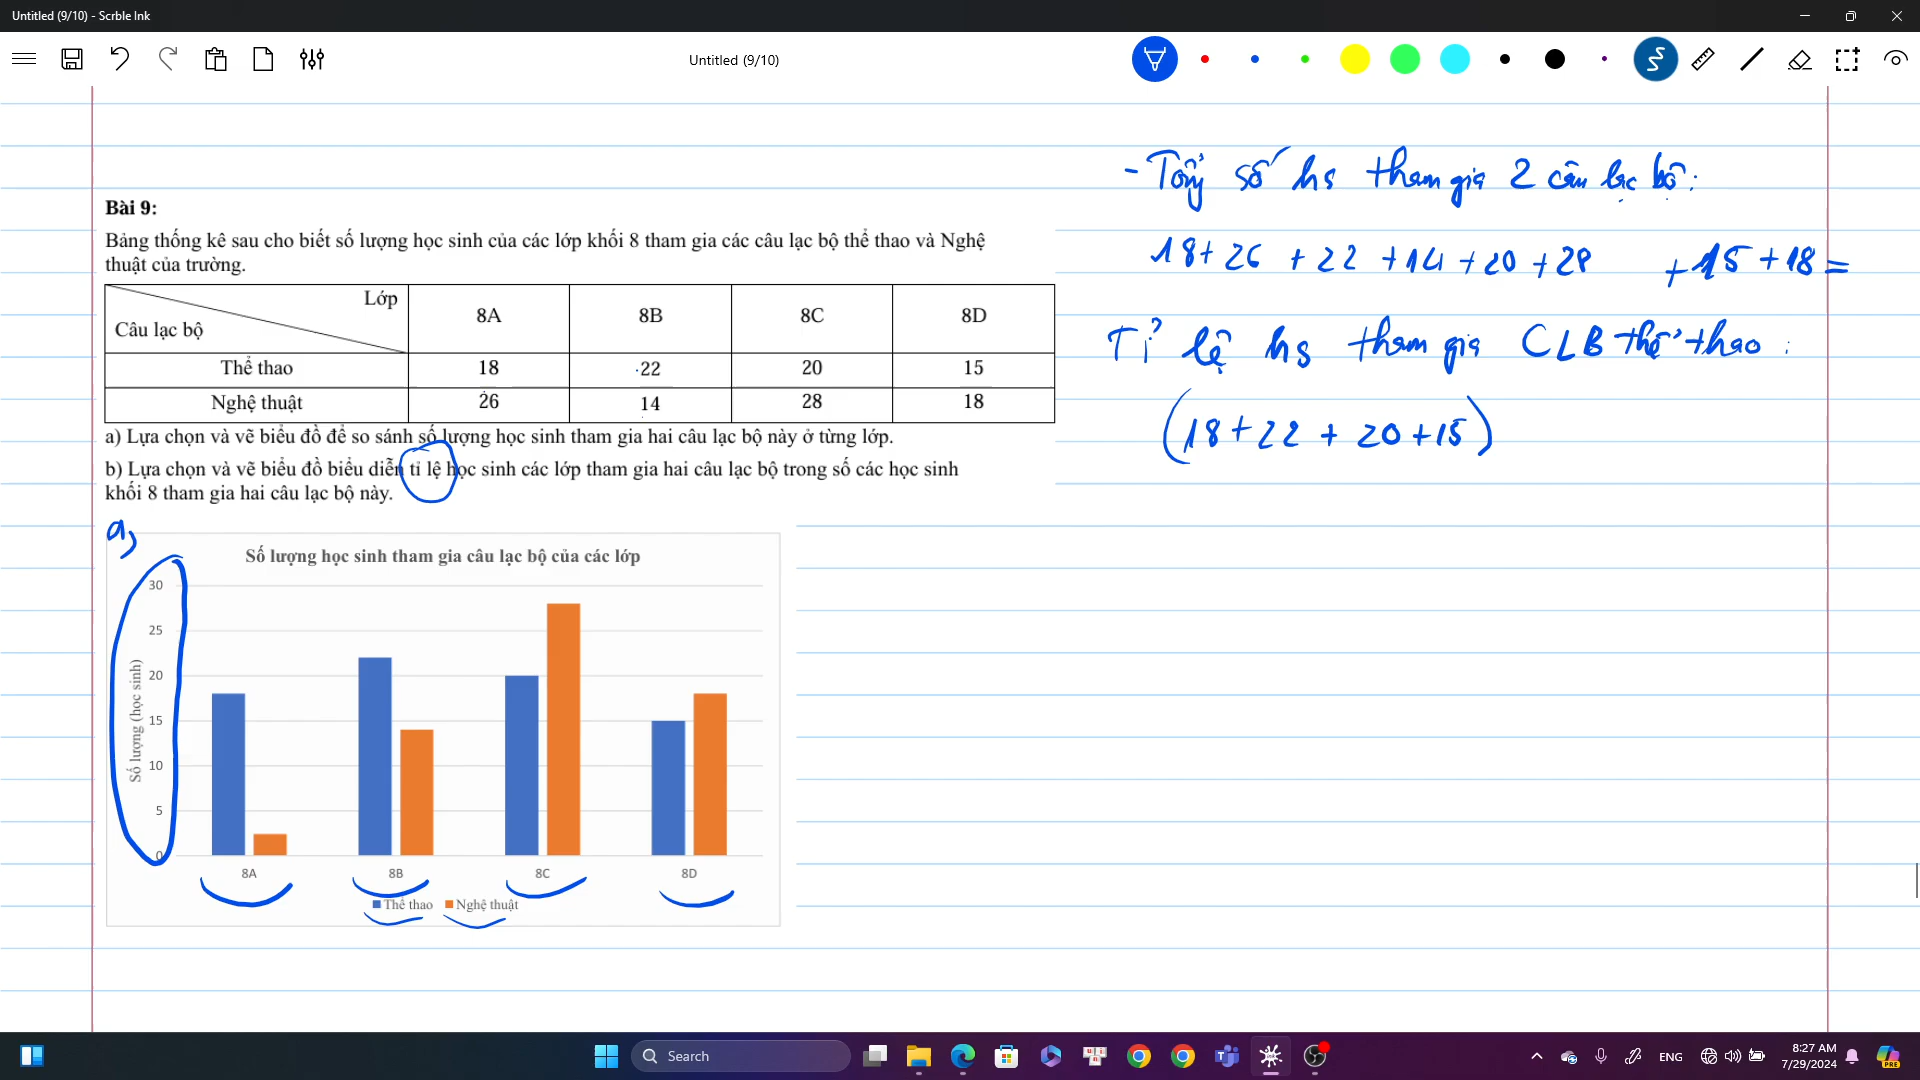 Untitled (9/10) - Scrble Ink
Untitled (9/10)
Bài 9:
Bảng thống kê sau cho biết số lượng học sinh của các lớp khối 8 tham gia các câu lạc bộ thể thao và Nghệ
thuật của trường.
Lớp
Câu lạc bộ
8A 8B 8C 8D
Thể thao 18 22 20 15
Nghệ thuật 26 14 28 18
a) Lựa chọn và vẽ biểu đồ để so sánh số lượng học sinh tham gia hai câu lạc bộ này ở từng lớp.
b) Lựa chọn và vẽ biểu đồ biểu diễn tỉ lệ học sinh các lớp tham gia hai câu lạc bộ trong số các học sinh
khối 8 tham gia hai câu lạc bộ này.
a)
Số lượng học sinh tham gia câu lạc bộ của các lớp
Số lượng (học sinh)
30
25
20
15
10
5
0
8A 8B 8C 8D
Thể thao Nghệ thuật
- Tổng số hs tham gia 2 câu lạc bộ:
18 + 26 + 22 + 14 + 20 + 28 + 15 + 18 =
Tỉ lệ hs tham gia CLB thể thao :
(18 + 22 + 20 + 15)
Search
ENG
8:27 AM
7/29/2024
PRE